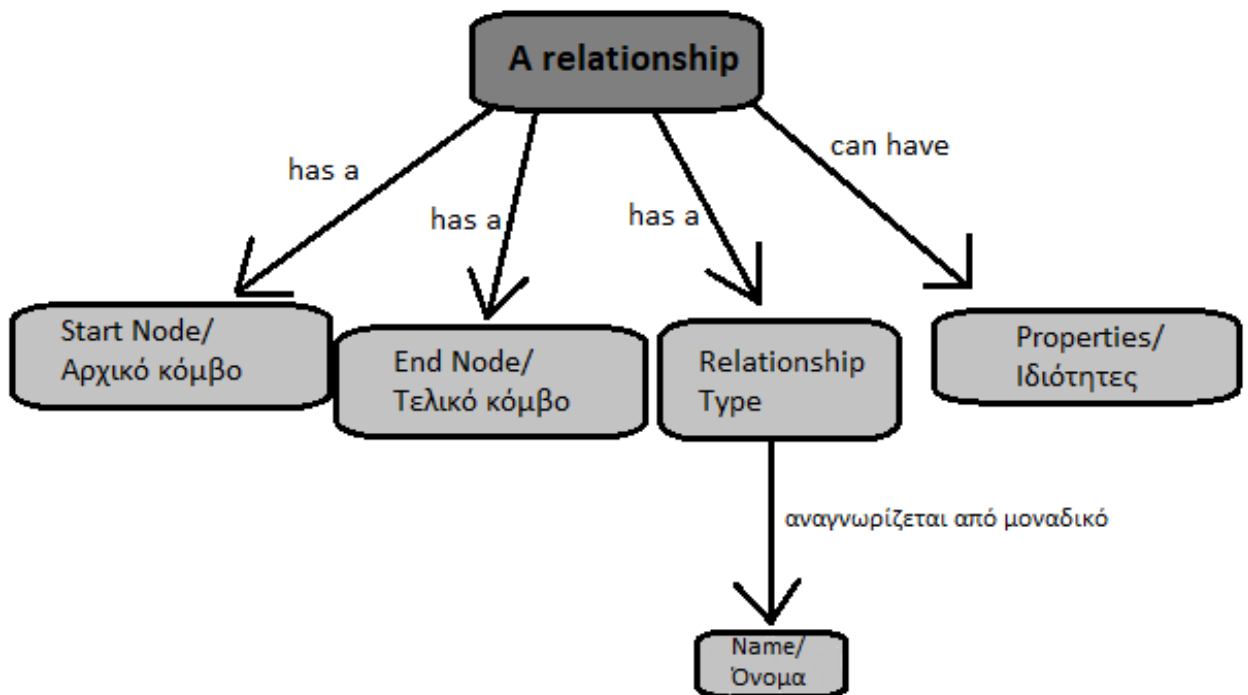 A relationship
has a
has a
has a
can have
Start Node/
Αρχικό κόμβο
End Node/
Τελικό κόμβο
Relationship
Type
Properties/
Ιδιότητες
αναγνωρίζεται από μοναδικό
Name/
Όνομα